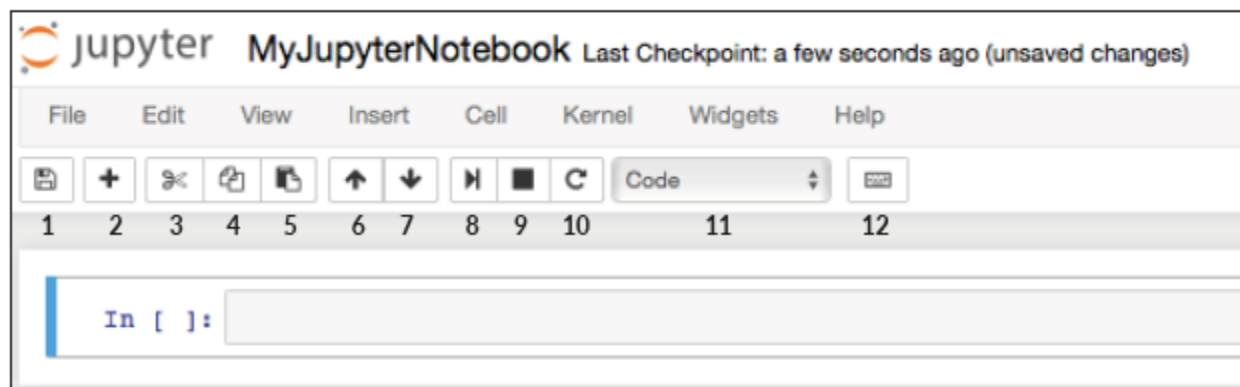 jupyter MyJupyterNotebook Last Checkpoint: a few seconds ago (unsaved changes)
File Edit View Insert Cell Kernel Widgets Help
Code
1 2 3 4 5 6 7 8 9 10 11 12
In [ ]: